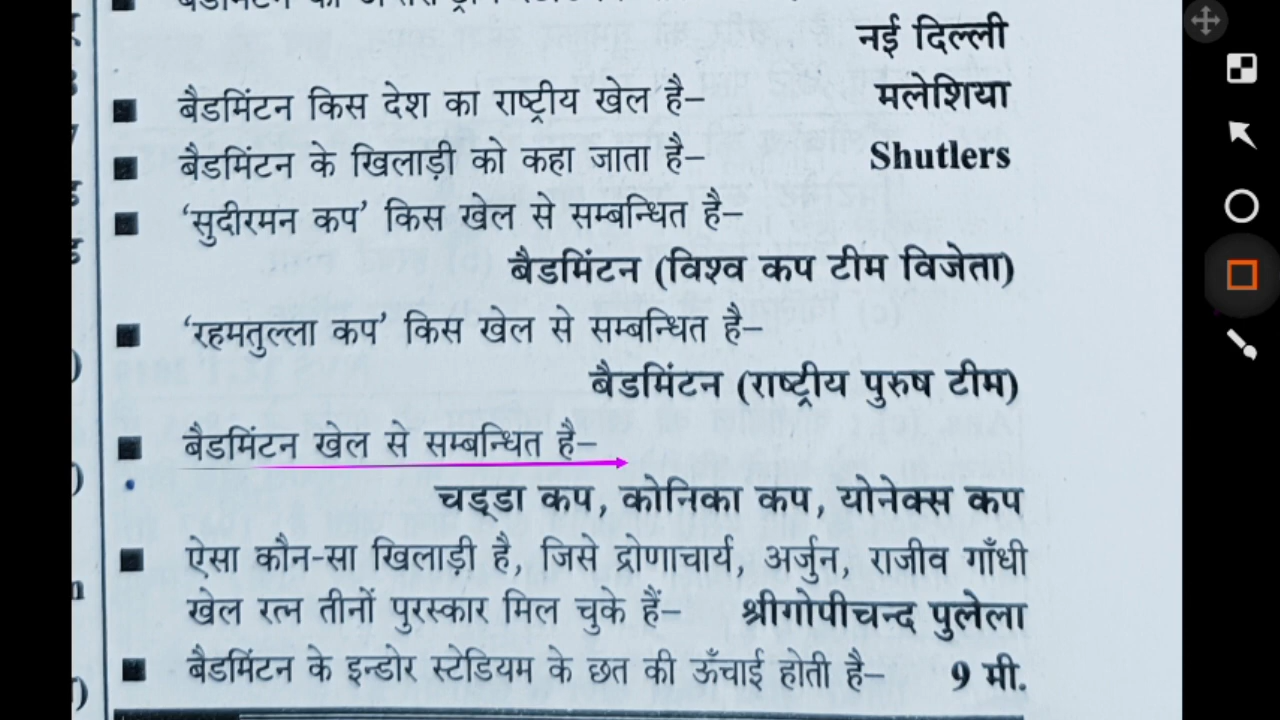 नई दिल्ली
बैडमिंटन किस देश का राष्ट्रीय खेल है– मलेशिया
बैडमिंटन के खिलाड़ी को कहा जाता है– Shutlers
‘सुदीरमन कप’ किस खेल से सम्बन्धित है–
बैडमिंटन (विश्व कप टीम विजेता)
‘रहमतुल्ला कप’ किस खेल से सम्बन्धित है–
बैडमिंटन (राष्ट्रीय पुरुष टीम)
बैडमिंटन खेल से सम्बन्धित है–
चड्डा कप, कोनिका कप, योनेक्स कप
ऐसा कौन-सा खिलाड़ी है, जिसे द्रोणाचार्य, अर्जुन, राजीव गाँधी
खेल रत्न तीनों पुरस्कार मिल चुके हैं– श्रीगोपीचन्द पुलेला
बैडमिंटन के इन्डोर स्टेडियम के छत की ऊँचाई होती है– 9 मी.